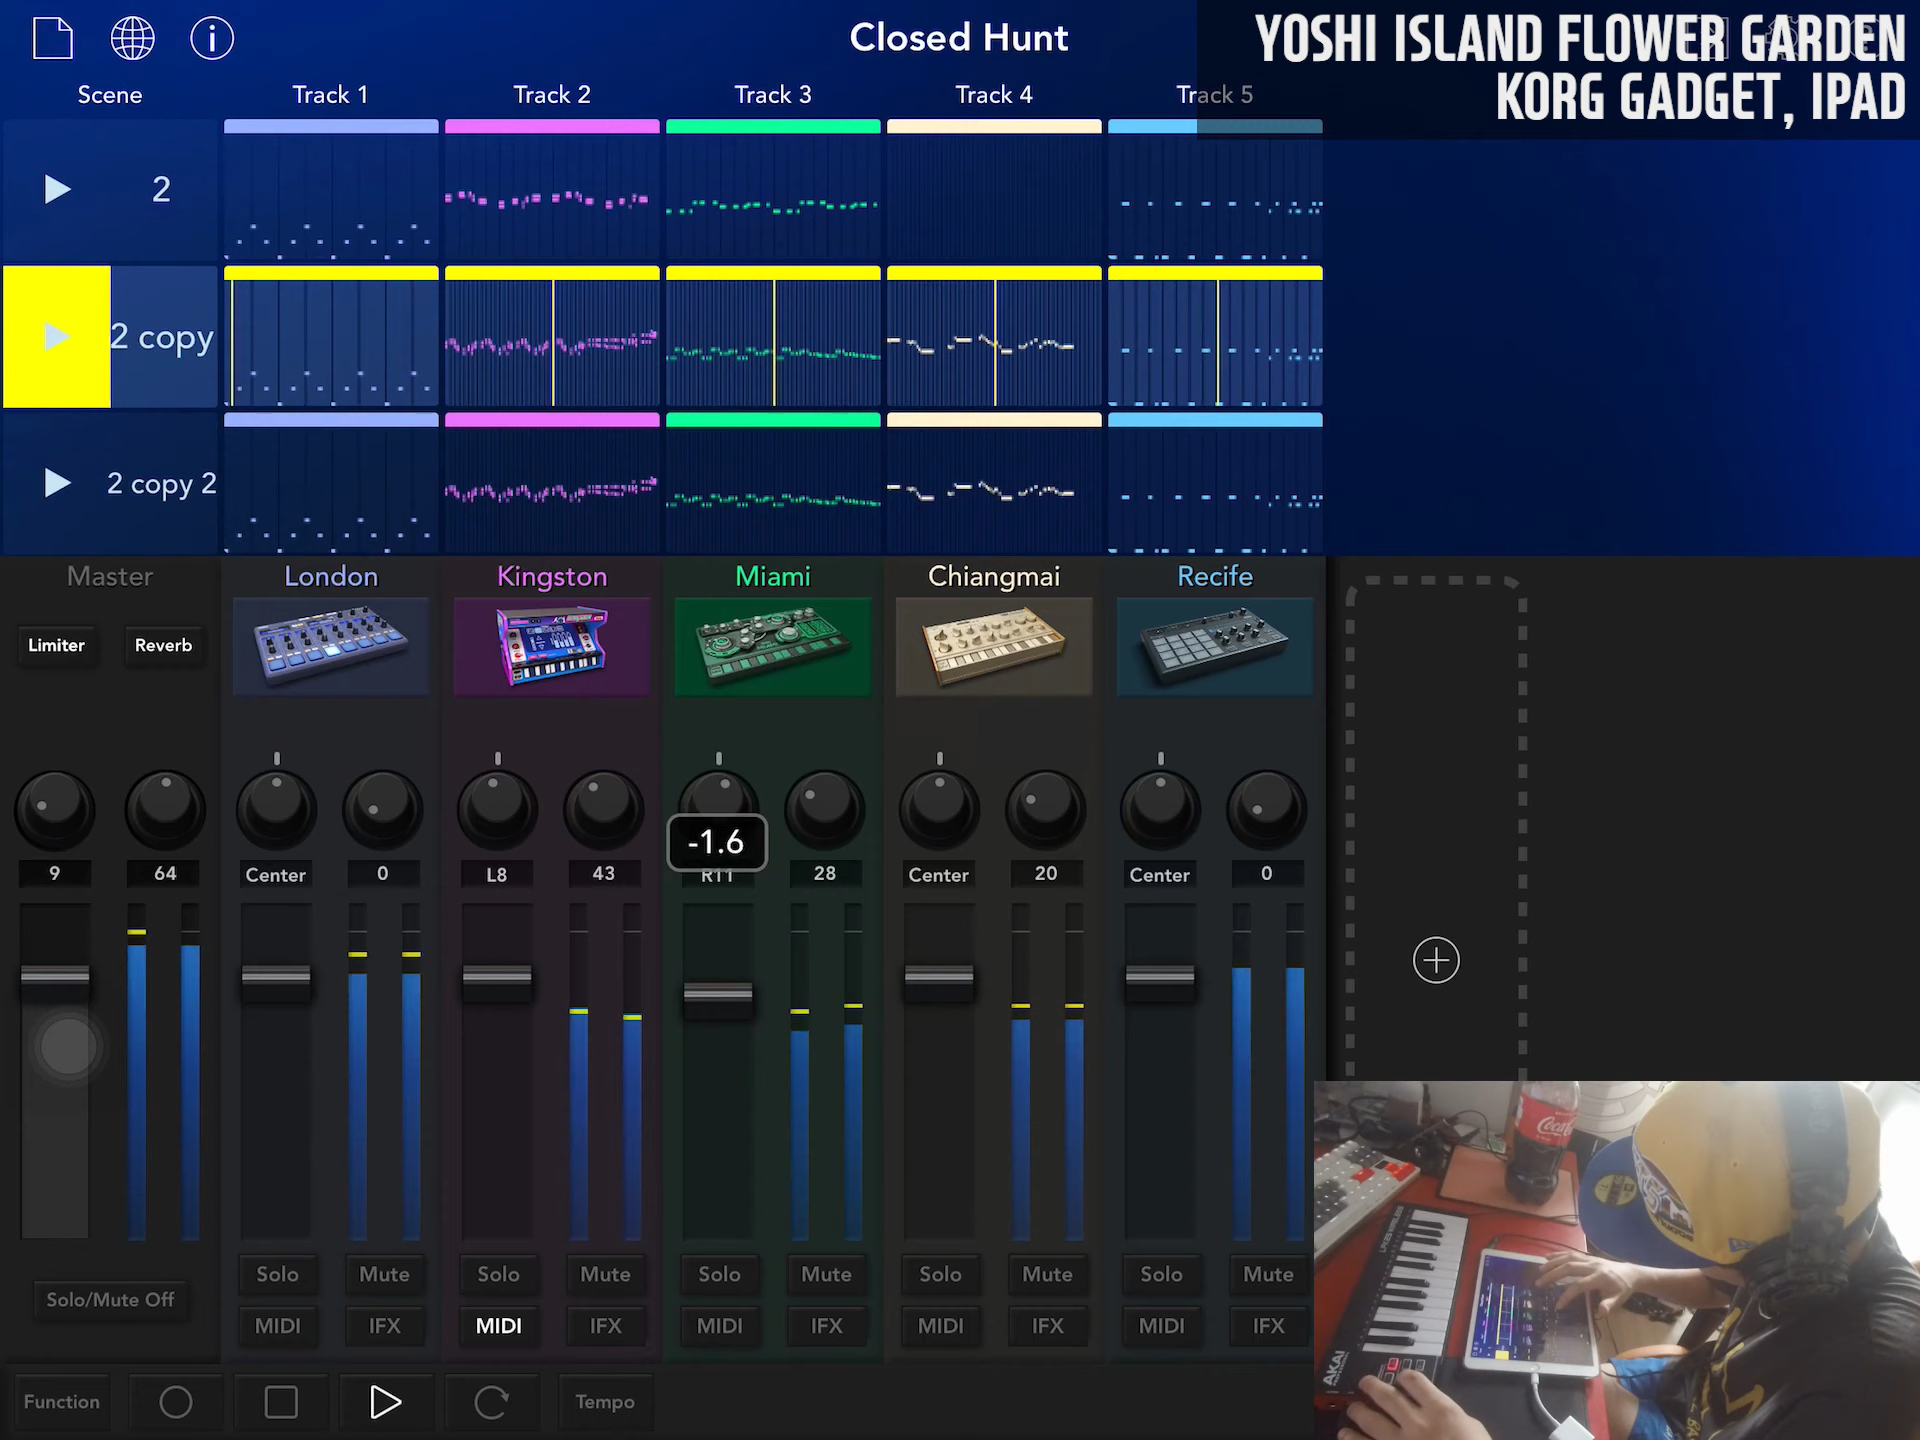 Closed Hunt
YOSHI ISLAND FLOWER GARDEN
KORG GADGET, IPAD
Scene
Track 1
Track 2
Track 3
Track 4
Track 5
2
2 copy
2 copy 2
Master
London
Kingston
Miami
Chiangmai
Recife
Limiter
Reverb
-1.6
9
64
Center
0
L8
43
R11
28
Center
20
Center
0
Solo
Mute
Solo
Mute
Solo
Mute
Solo
Mute
Solo
Mute
Solo/Mute Off
MIDI
IFX
MIDI
IFX
MIDI
IFX
MIDI
IFX
MIDI
IFX
Function
Tempo
Coca
AKAI